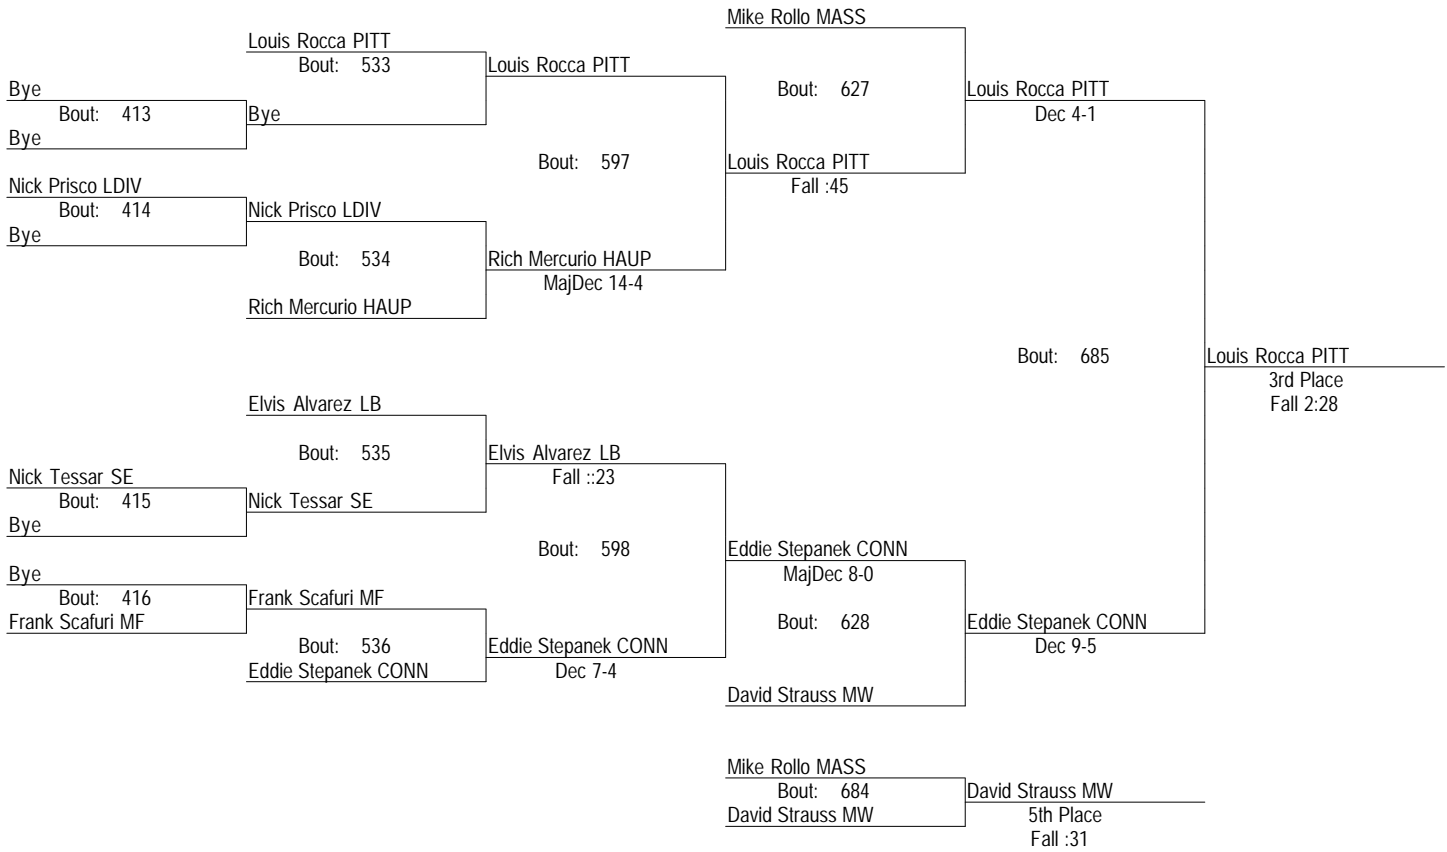 Mike Rollo MASS
Louis Rocca PITT
Bout: 533
Louis Rocca PITT
Bye
Bout: 413
Bye
Bye
Bout: 627
Louis Rocca PITT
Dec 4-1
Bout: 597
Louis Rocca PITT
Fall :45
Nick Prisco LDIV
Bout: 414
Bye
Nick Prisco LDIV
Bout: 534
Rich Mercurio HAUP
MajDec 14-4
Rich Mercurio HAUP
Bout: 685
Louis Rocca PITT
3rd Place
Fall 2:28
Elvis Alvarez LB
Bout: 535
Elvis Alvarez LB
Fall ::23
Nick Tessar SE
Bout: 415
Bye
Nick Tessar SE
Bout: 598
Eddie Stepanek CONN
MajDec 8-0
Bye
Bout: 416
Frank Scafuri MF
Frank Scafuri MF
Bout: 536
Eddie Stepanek CONN
Eddie Stepanek CONN
Dec 7-4
Bout: 628
Eddie Stepanek CONN
Dec 9-5
David Strauss MW
Mike Rollo MASS
Bout: 684
David Strauss MW
David Strauss MW
5th Place
Fall :31